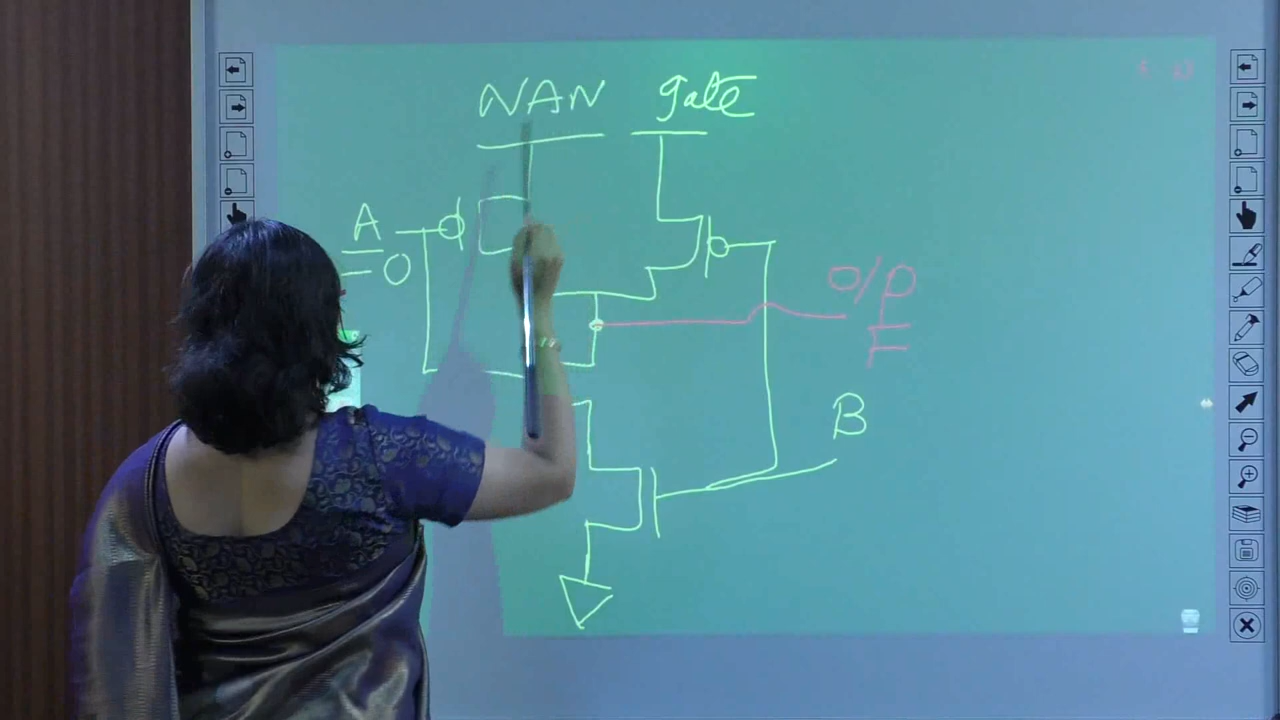 NAN gate
A
= 0
O/P
F
B